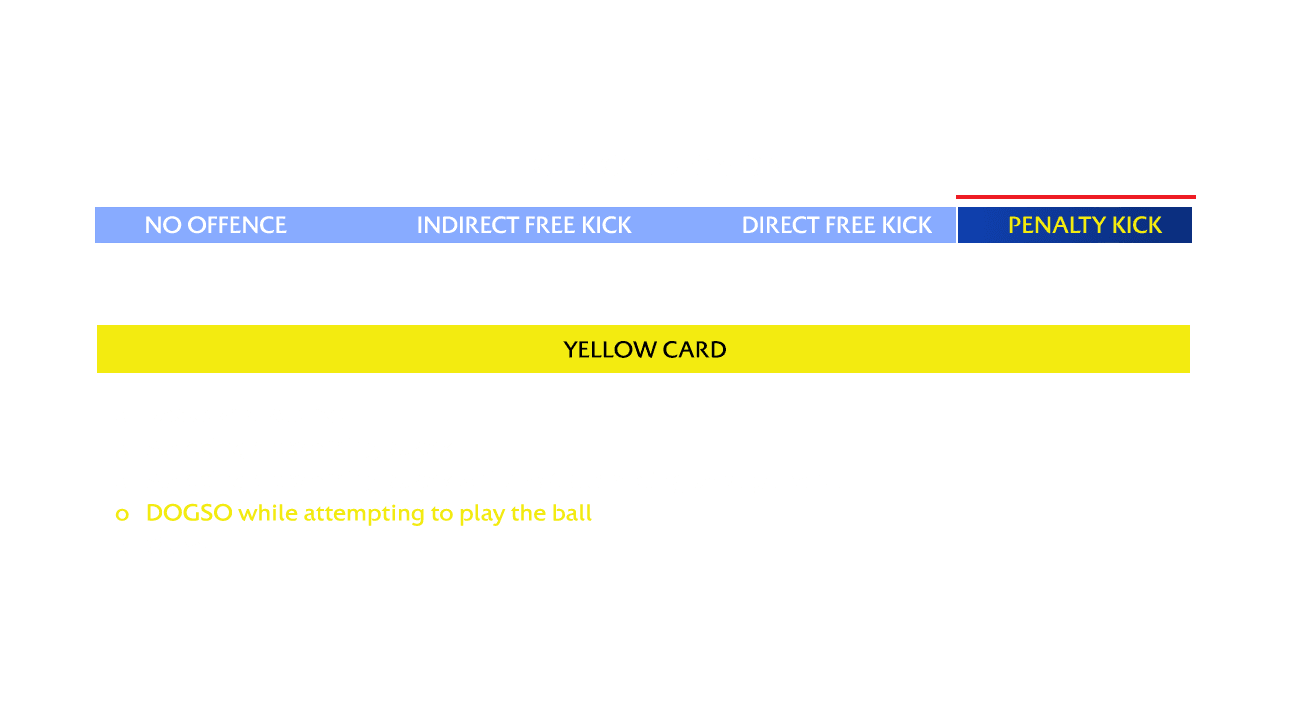 NO OFFENCE INDIRECT FREE KICK DIRECT FREE KICK PENALTY KICK
YELLOW CARD
o DOGSO while attempting to play the ball